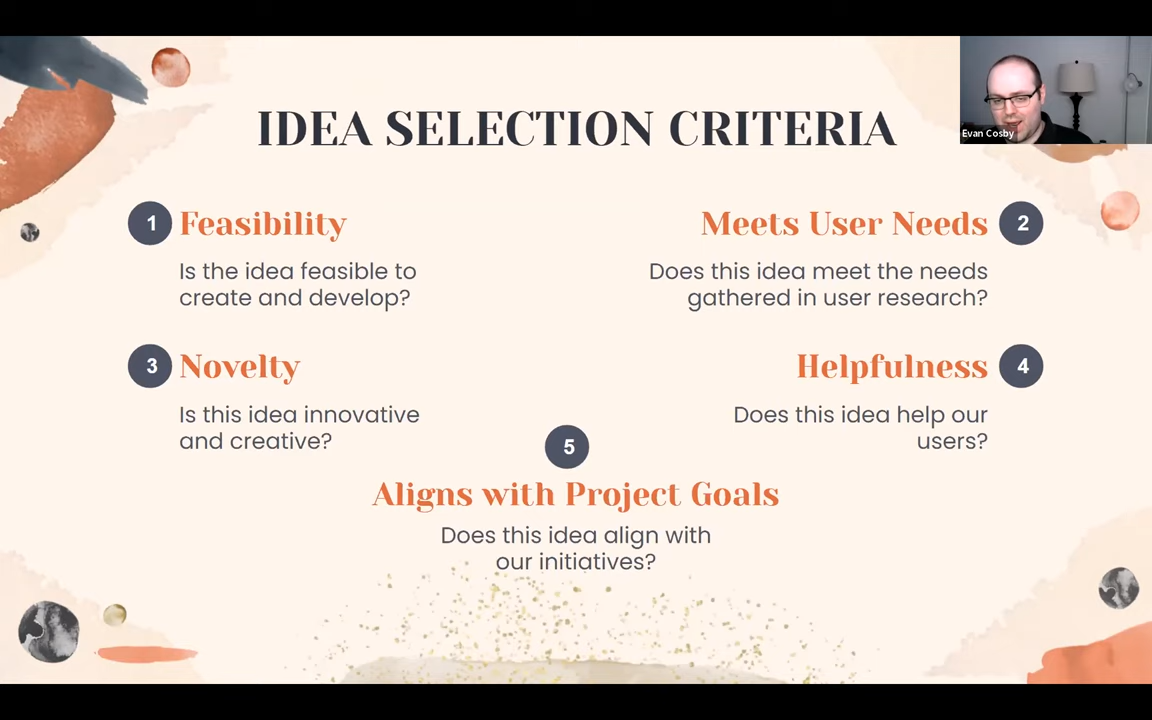 IDEA SELECTION CRITERIA
Evan Cosby
1 Feasibility
Is the idea feasible to
create and develop?
Meets User Needs 2
Does this idea meet the needs
gathered in user research?
3 Novelty
Is this idea innovative
and creative?
Helpfulness 4
Does this idea help our
users?
5
Aligns with Project Goals
Does this idea align with
our initiatives?